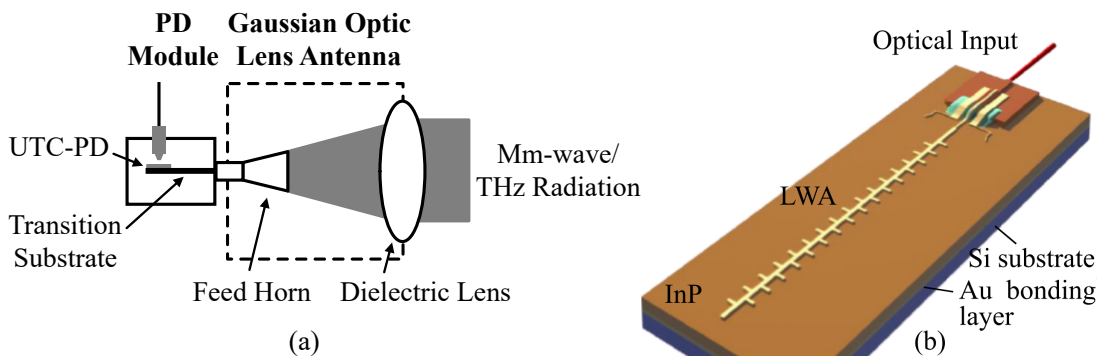 PD
Module
Gaussian Optic
Lens Antenna
UTC-PD
Transition
Substrate
Feed Horn
Dielectric Lens
Mm-wave/
THz Radiation
(a)
Optical Input
LWA
InP
Si substrate
Au bonding
layer
(b)